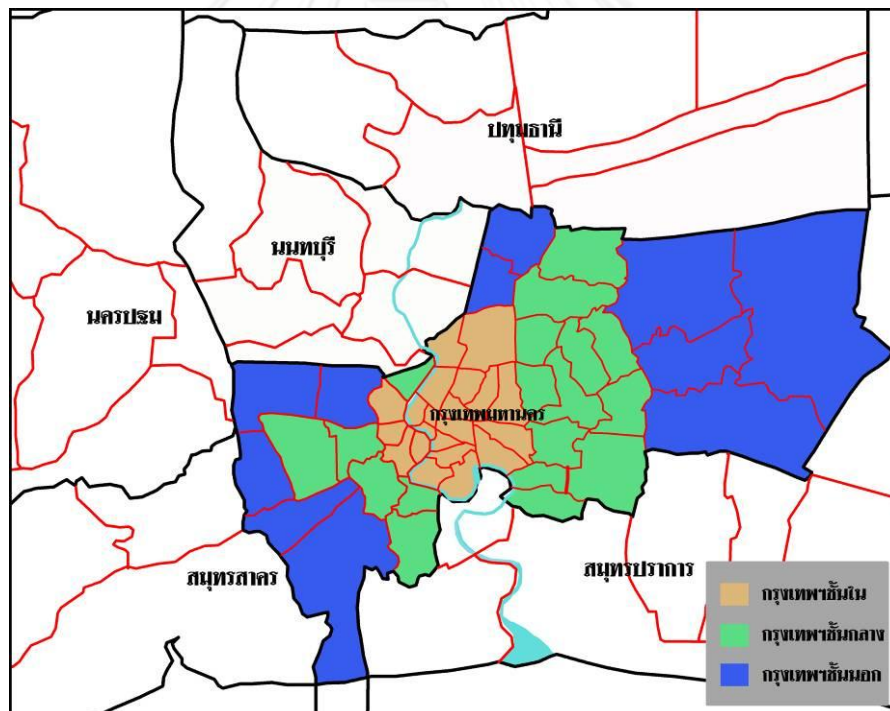 ปทุมธานี
นนทบุรี
นครปฐม
กรุงเทพมหานคร
สมุทรสาคร
สมุทรปราการ
กรุงเทพฯชั้นใน
กรุงเทพฯชั้นกลาง
กรุงเทพฯชั้นนอก